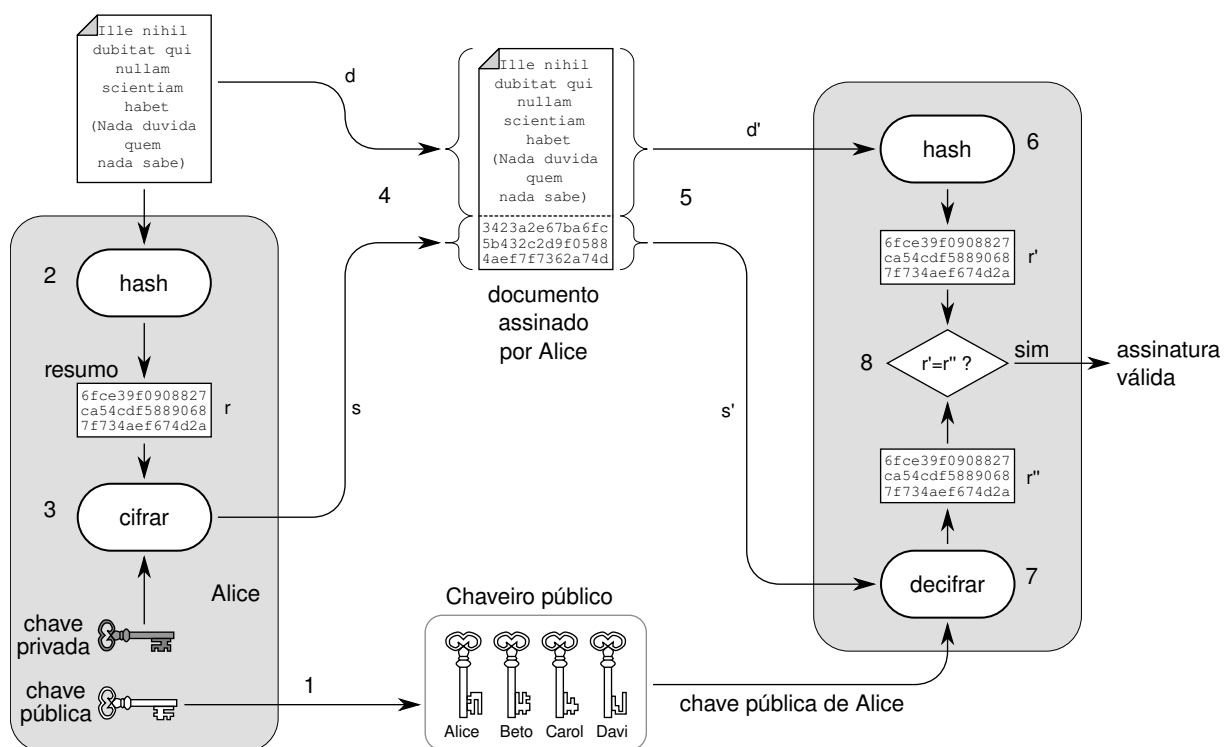 Ille nihil
dubitat qui
nullam
scientiam
habet
(Nada duvida
quem
nada sabe)
d
4
Ille nihil
dubitat qui
nullam
scientiam
habet
(Nada duvida
quem
nada sabe)
3423a2e67ba6fc
5b432c2d9f0588
4aef7f7362a74d
documento
assinado
por Alice
5
d'
hash
6
2
hash
resumo
6fce39f0908827
ca54cdf5889068
7f734aef674d2a
r
s
3
cifrar
Alice
chave
privada
chave
pública
1
6fce39f0908827
ca54cdf5889068
7f734aef674d2a
r'
8
r'=r'' ?
sim
assinatura
válida
s'
6fce39f0908827
ca54cdf5889068
7f734aef674d2a
r''
decifrar
7
Chaveiro público
Alice
Beto
Carol
Davi
chave pública de Alice